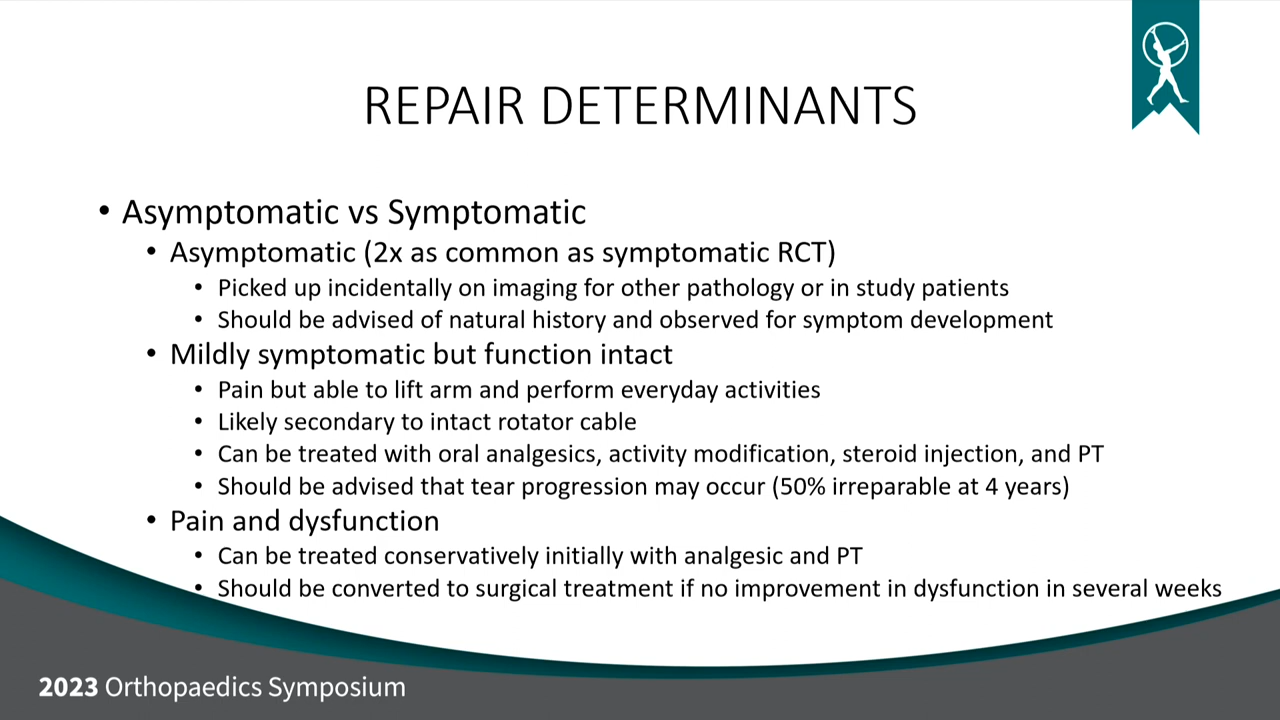 REPAIR DETERMINANTS
• Asymptomatic vs Symptomatic
• Asymptomatic (2x as common as symptomatic RCT)
• Picked up incidentally on imaging for other pathology or in study patients
• Should be advised of natural history and observed for symptom development
• Mildly symptomatic but function intact
• Pain but able to lift arm and perform everyday activities
• Likely secondary to intact rotator cable
• Can be treated with oral analgesics, activity modification, steroid injection, and PT
• Should be advised that tear progression may occur (50% irreparable at 4 years)
• Pain and dysfunction
• Can be treated conservatively initially with analgesic and PT
• Should be converted to surgical treatment if no improvement in dysfunction in several weeks
2023 Orthopaedics Symposium